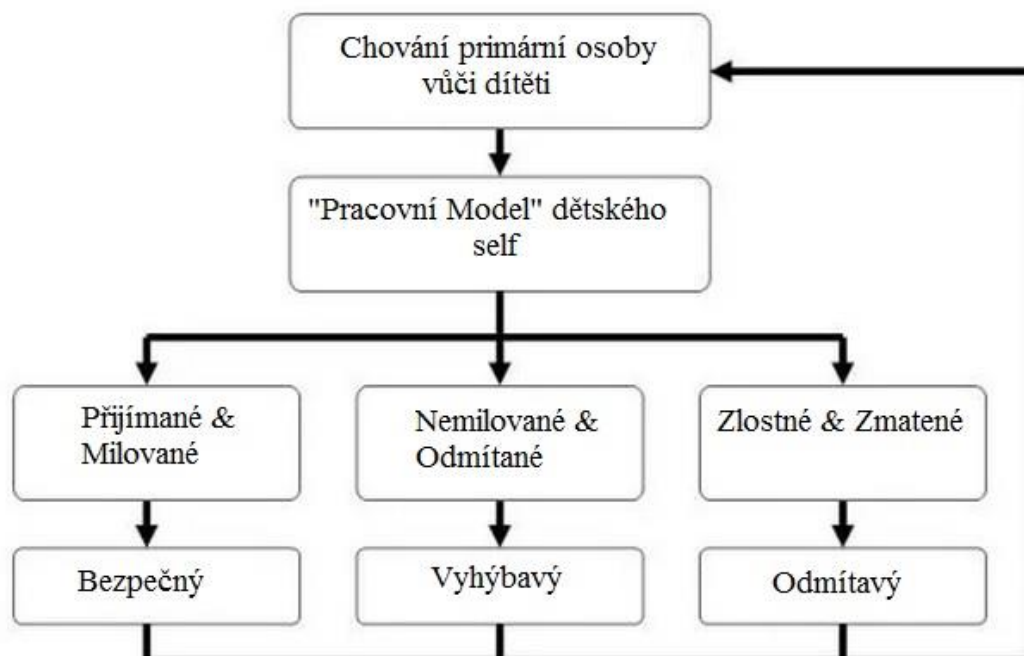 Chování primární osoby
vůči dítěti
"Pracovní Model" dětského
self
Přijímané &
Milované
Nemilované &
Odmítané
Zlostné & Zmatené
Bezpečný
Vyhýbavý
Odmítavý